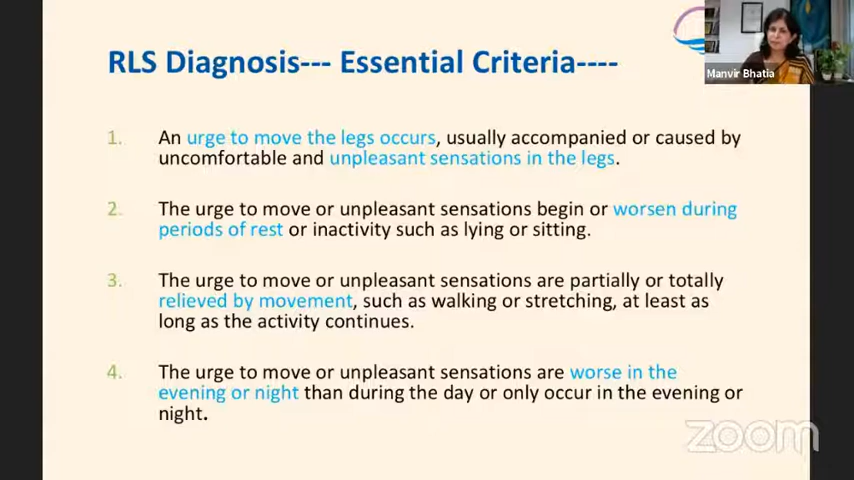 RLS Diagnosis--- Essential Criteria----
Manvir Bhatia
1. An urge to move the legs occurs, usually accompanied or caused by
uncomfortable and unpleasant sensations in the legs.
2. The urge to move or unpleasant sensations begin or worsen during
periods of rest or inactivity such as lying or sitting.
3. The urge to move or unpleasant sensations are partially or totally
relieved by movement, such as walking or stretching, at least as
long as the activity continues.
4. The urge to move or unpleasant sensations are worse in the
evening or night than during the day or only occur in the evening or
night.
zoom